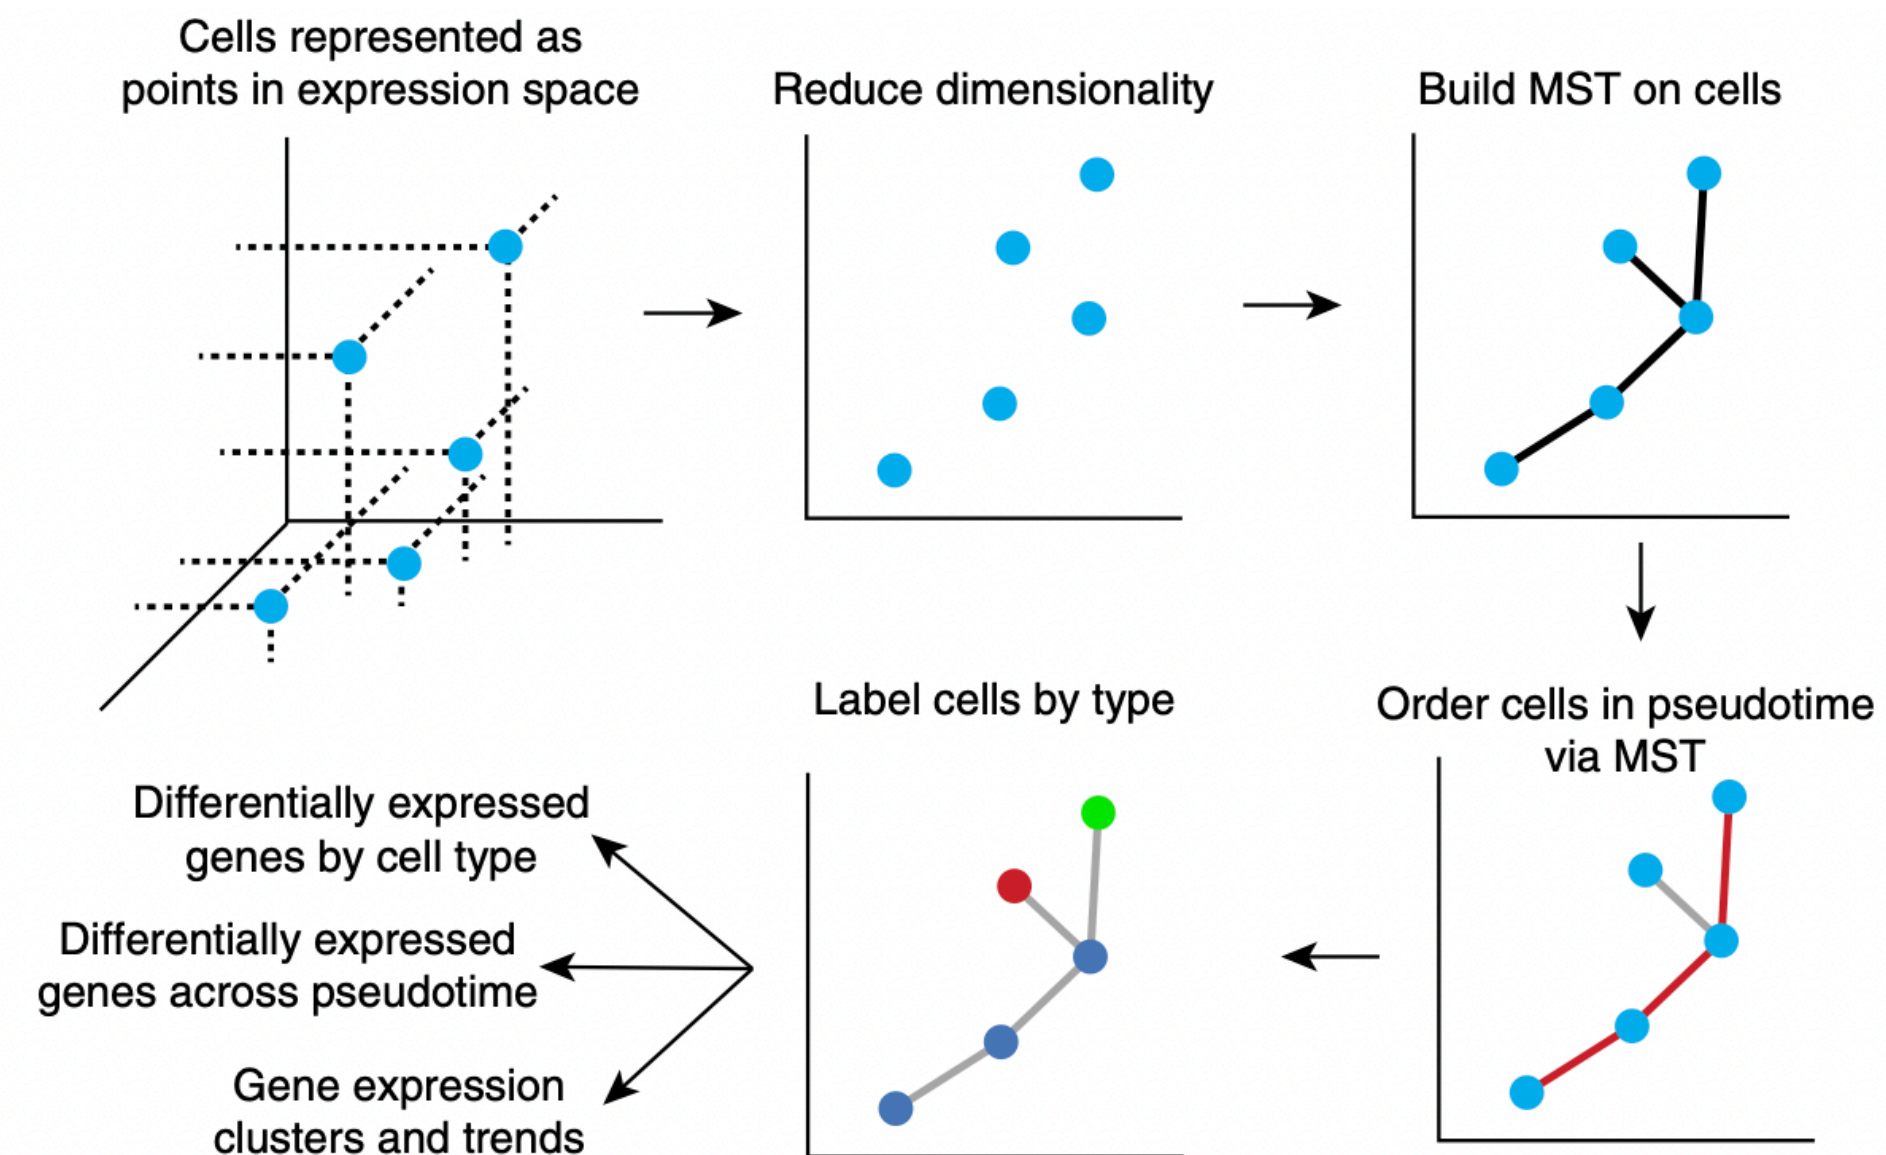 Cells represented as
points in expression space
Reduce dimensionality
Build MST on cells
Order cells in pseudotime
via MST
Label cells by type
Differentially expressed
genes by cell type
Differentially expressed
genes across pseudotime
Gene expression
clusters and trends